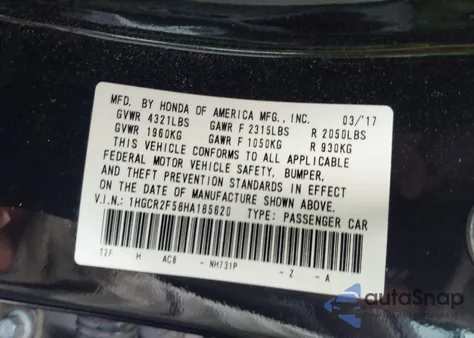 MFD. BY HONDA OF AMERICA MFG., INC. 03/'17
GVWR 4321LBS GAWR F 2315LBS R 2050LBS
GVWR 1960KG GAWR F 1050KG R 930KG
THIS VEHICLE CONFORMS TO ALL APPLICABLE
FEDERAL MOTOR VEHICLE SAFETY, BUMPER,
AND THEFT PREVENTION STANDARDS IN EFFECT
ON THE DATE OF MANUFACTURE SHOWN ABOVE.
V.I.N.: 1HGCR2F58HA185620 TYPE: PASSENGER CAR
T2F H AC8 - NH731P - Z - A
autoSnap